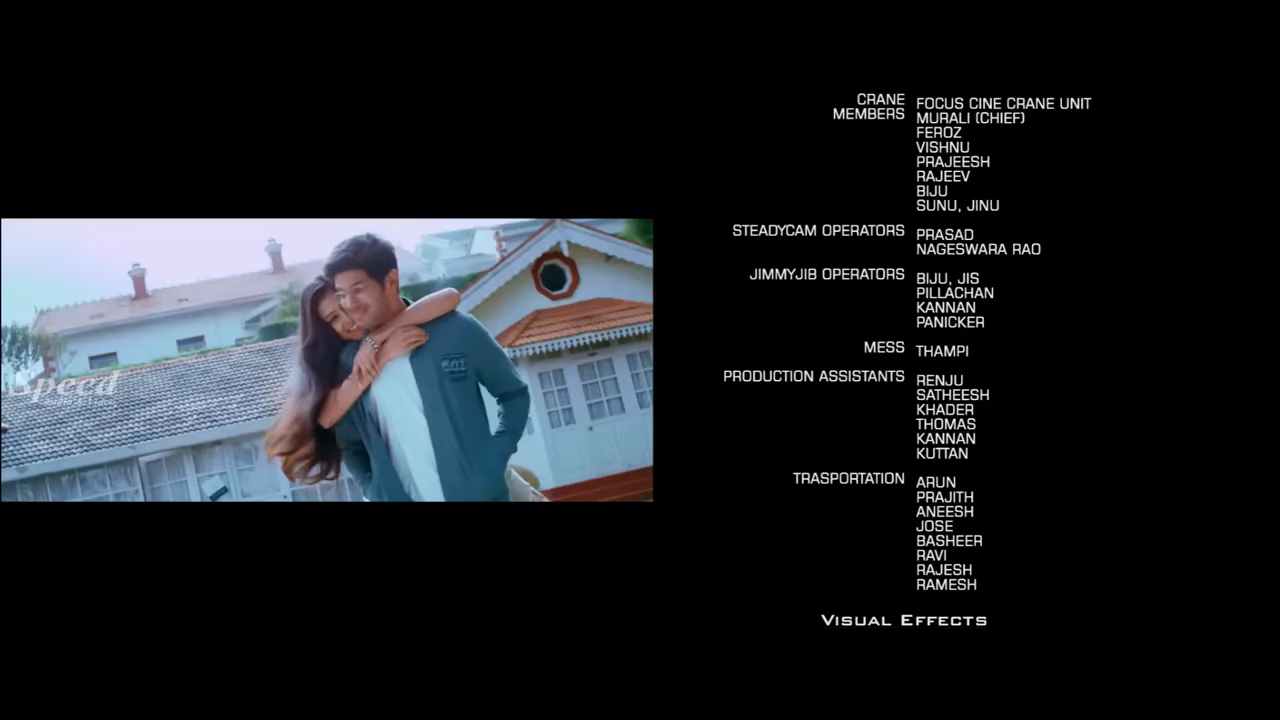 CRANE MEMBERS
FOCUS CINE CRANE UNIT
MURALI (CHIEF)
FEROZ
VISHNU
PRAJEESH
RAJEEV
BIJU
SUNU, JINU
STEADYCAM OPERATORS
PRASAD
NAGESWARA RAO
JIMMYJIB OPERATORS
BIJU, JIS
PILLACHAN
KANNAN
PANICKER
MESS
THAMPI
PRODUCTION ASSISTANTS
RENJU
SATHEESH
KHADER
THOMAS
KANNAN
KUTTAN
TRASPORTATION
ARUN
PRAJITH
ANEESH
JOSE
BASHEER
RAVI
RAJESH
RAMESH
VISUAL EFFECTS
Speed